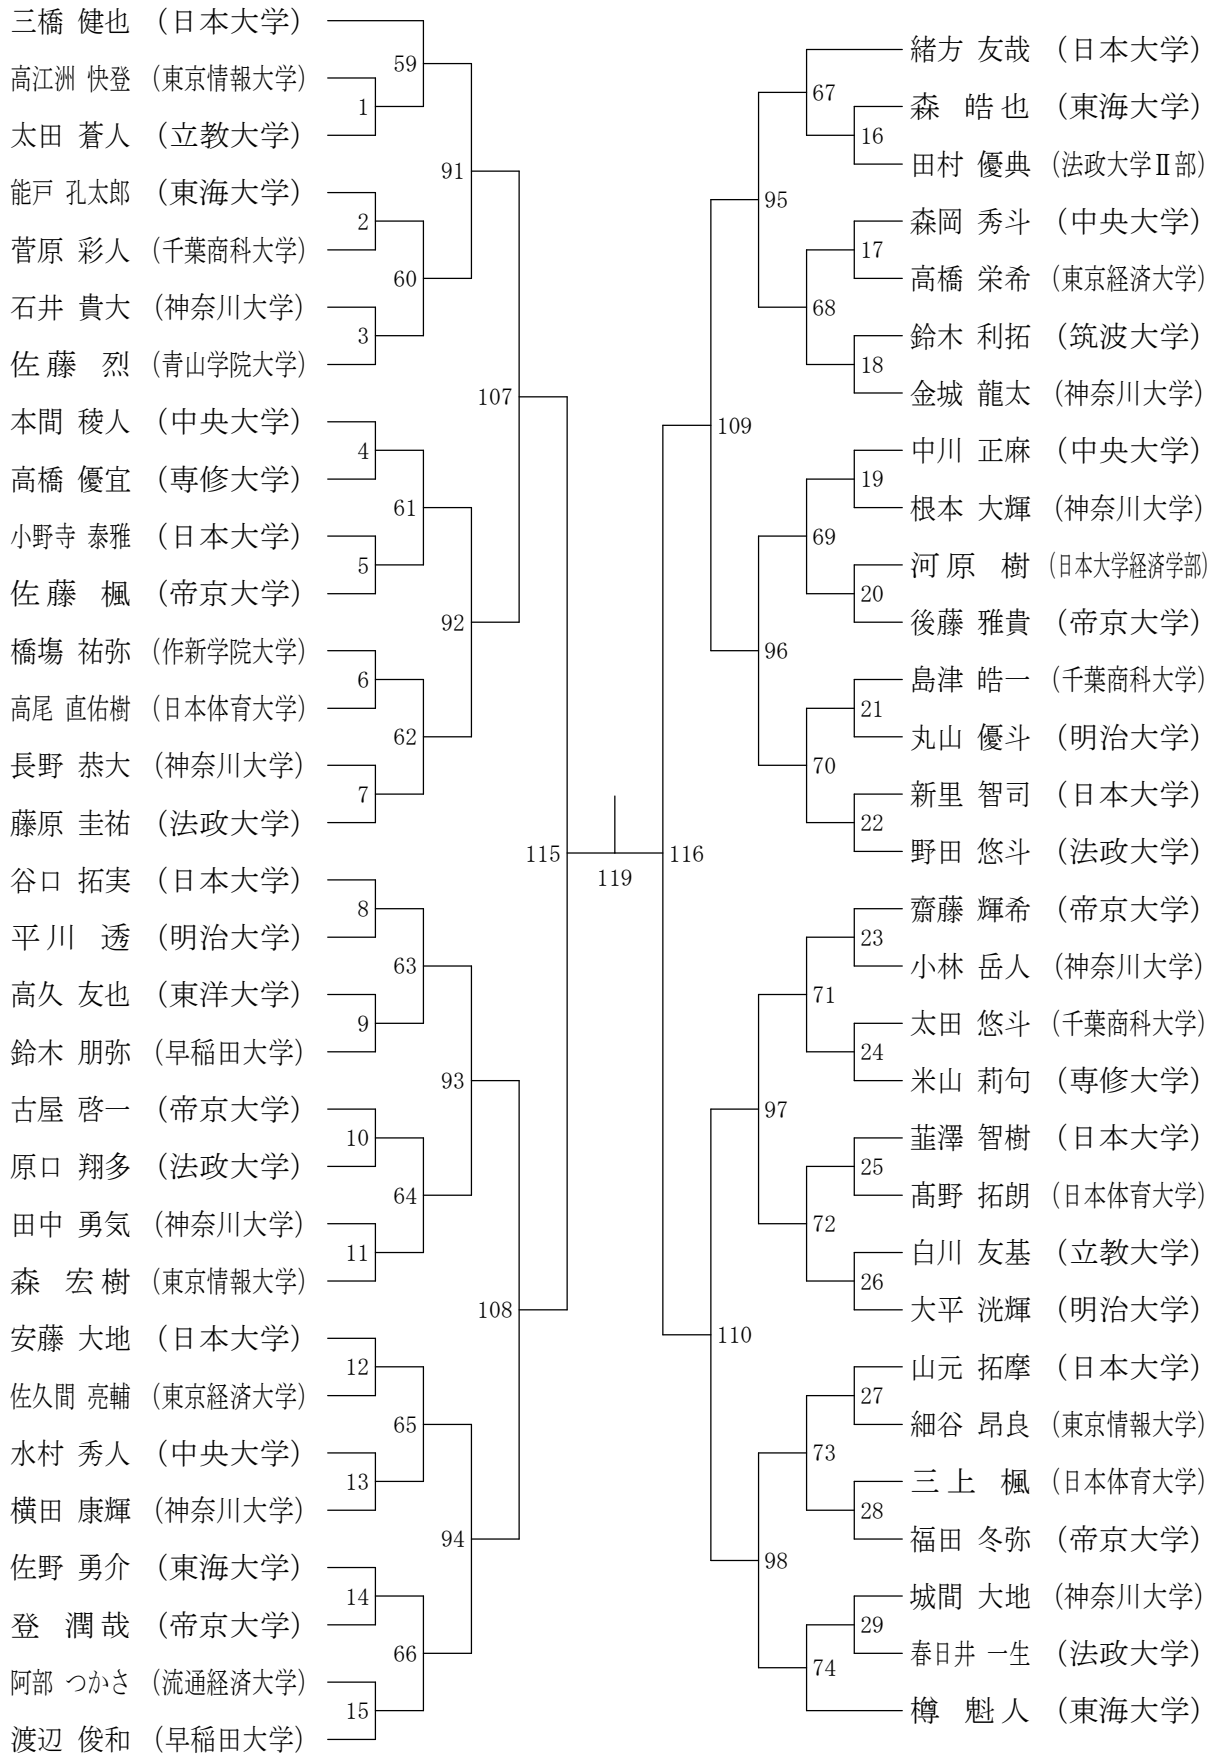 三橋 健也 （日本大学）
高江洲 快登 （東京情報大学）
太田 蒼人 （立教大学）
能戸 孔太郎 （東海大学）
菅原 彩人 （千葉商科大学）
石井 貴大 （神奈川大学）
佐藤 烈 （青山学院大学）
本間 稜人 （中央大学）
高橋 優宜 （専修大学）
小野寺 泰雅 （日本大学）
佐藤 楓 （帝京大学）
橋場 祐弥 （作新学院大学）
高尾 直佑樹 （日本体育大学）
長野 恭大 （神奈川大学）
藤原 圭祐 （法政大学）
谷口 拓実 （日本大学）
平川 透 （明治大学）
高久 友也 （東洋大学）
鈴木 朋弥 （早稲田大学）
古屋 啓一 （帝京大学）
原口 翔多 （法政大学）
田中 勇気 （神奈川大学）
森 宏樹 （東京情報大学）
安藤 大地 （日本大学）
佐久間 亮輔 （東京経済大学）
水村 秀人 （中央大学）
横田 康輝 （神奈川大学）
佐野 勇介 （東海大学）
登 潤哉 （帝京大学）
阿部 つかさ （流通経済大学）
渡辺 俊和 （早稲田大学）
1
2
3
4
5
6
7
8
9
10
11
12
13
14
15
59
60
61
62
63
64
65
66
91
92
93
94
107
108
115
119
116
109
110
95
96
97
98
67
68
69
70
71
72
73
74
16
17
18
19
20
21
22
23
24
25
26
27
28
29
緒方 友哉 （日本大学）
森 皓也 （東海大学）
田村 優典 （法政大学Ⅱ部）
森岡 秀斗 （中央大学）
高橋 栄希 （東京経済大学）
鈴木 利拓 （筑波大学）
金城 龍太 （神奈川大学）
中川 正麻 （中央大学）
根本 大輝 （神奈川大学）
河原 樹 （日本大学経済学部）
後藤 雅貴 （帝京大学）
島津 皓一 （千葉商科大学）
丸山 優斗 （明治大学）
新里 智司 （日本大学）
野田 悠斗 （法政大学）
齋藤 輝希 （帝京大学）
小林 岳人 （神奈川大学）
太田 悠斗 （千葉商科大学）
米山 莉句 （専修大学）
韮澤 智樹 （日本大学）
髙野 拓朗 （日本体育大学）
白川 友基 （立教大学）
大平 洸輝 （明治大学）
山元 拓摩 （日本大学）
細谷 昂良 （東京情報大学）
三上 楓 （日本体育大学）
福田 冬弥 （帝京大学）
城間 大地 （神奈川大学）
春日井 一生 （法政大学）
樽 魁人 （東海大学）